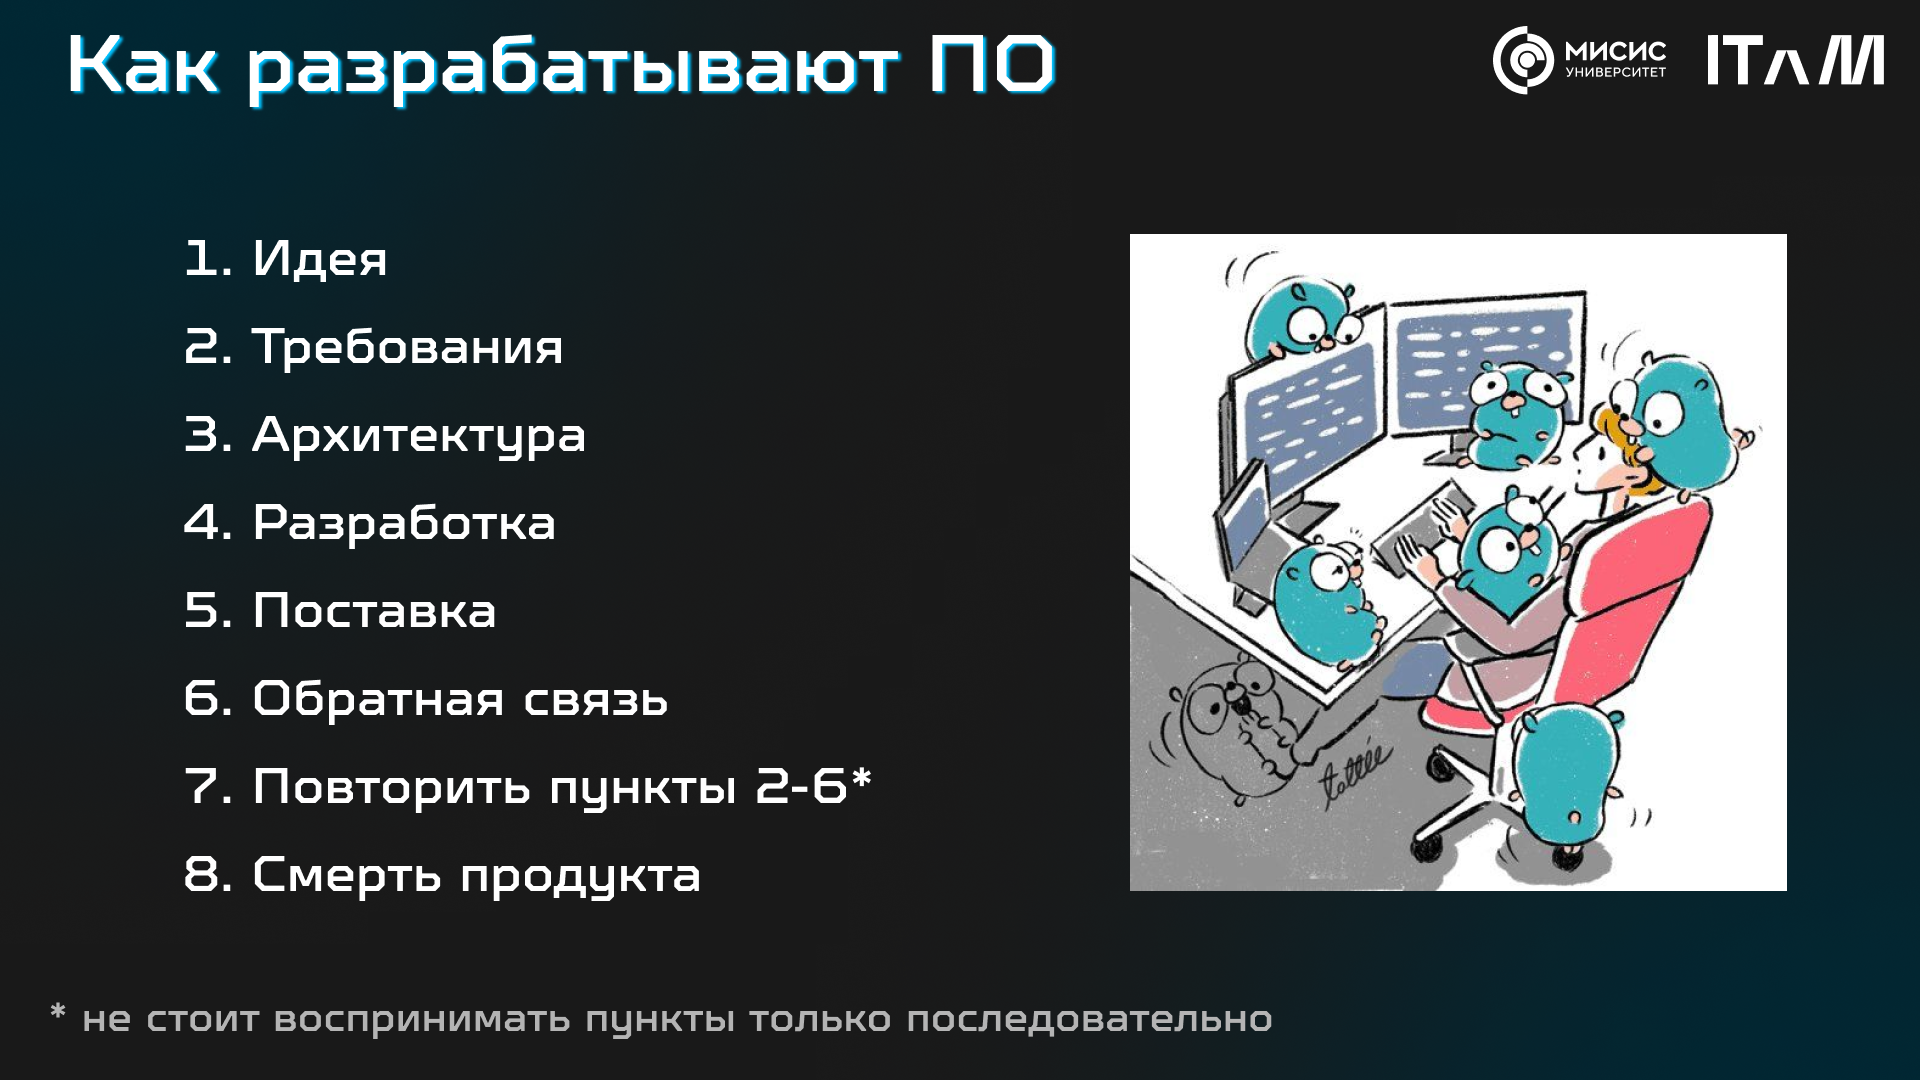 Как разрабатывают ПО
МИСИС
УНИВЕРСИТЕТ
ITAM
1. Идея
2. Требования
3. Архитектура
4. Разработка
5. Поставка
6. Обратная связь
7. Повторить пункты 2-6*
8. Смерть продукта
tottie
* не стоит воспринимать пункты только последовательно